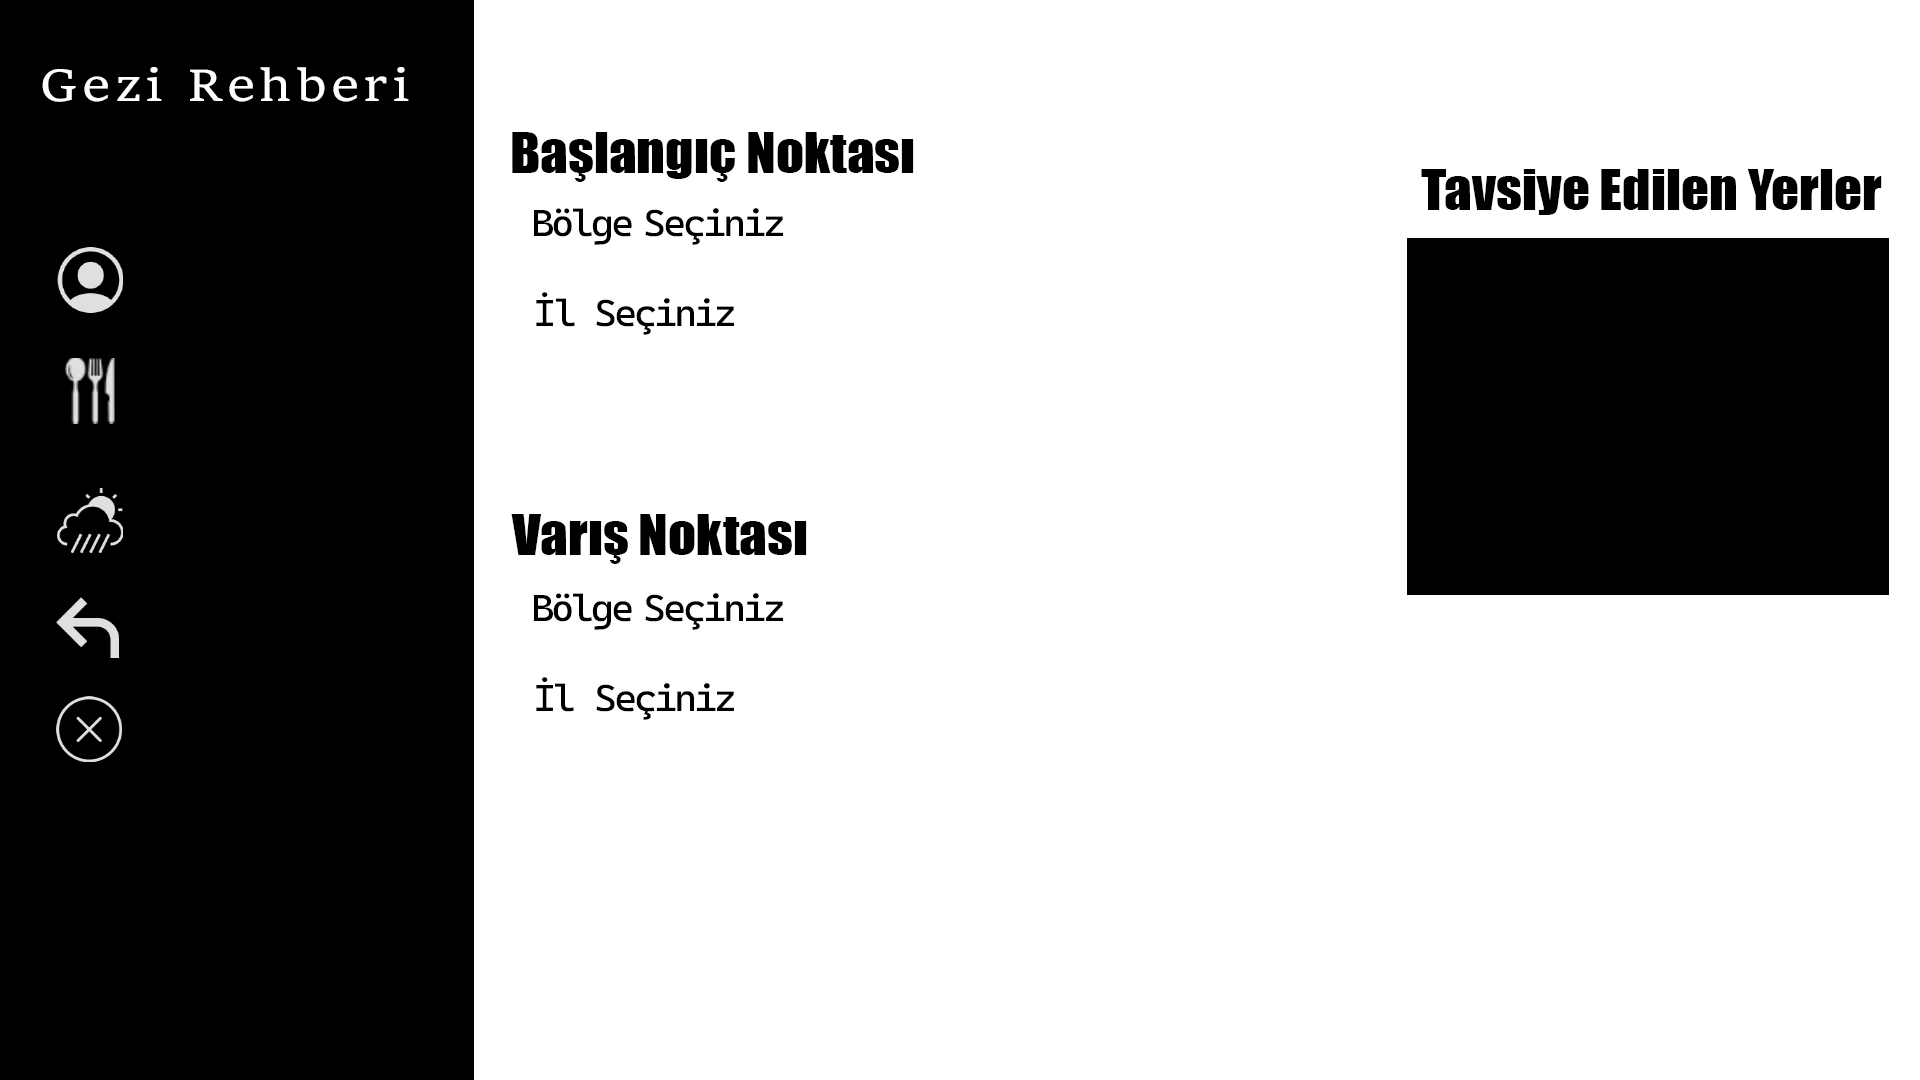 Gezi Rehberi
Başlangıç Noktası
Bölge Seçiniz
İl Seçiniz
Varış Noktası
Bölge Seçiniz
İl Seçiniz
Tavsiye Edilen Yerler